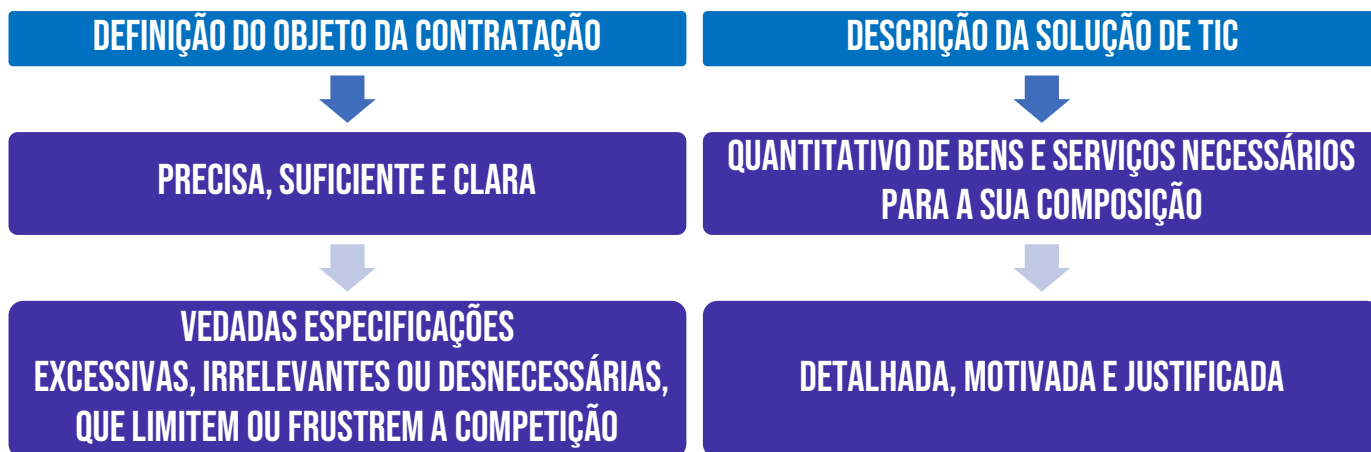 DEFINIÇÃO DO OBJETO DA CONTRATAÇÃO
PRECISA, SUFICIENTE E CLARA
VEDADAS ESPECIFICAÇÕES
EXCESSIVAS, IRRELEVANTES OU DESNECESSÁRIAS,
QUE LIMITEM OU FRUSTREM A COMPETIÇÃO
DESCRIÇÃO DA SOLUÇÃO DE TIC
QUANTITATIVO DE BENS E SERVIÇOS NECESSÁRIOS
PARA A SUA COMPOSIÇÃO
DETALHADA, MOTIVADA E JUSTIFICADA